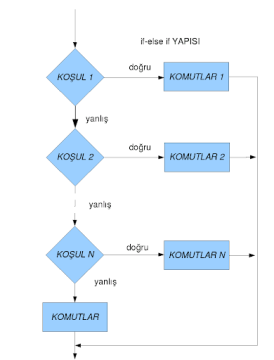 if-else if YAPISI
doğru
KOŞUL 1
KOMUTLAR 1
yanlış
doğru
KOŞUL 2
KOMUTLAR 2
yanlış
doğru
KOŞUL N
KOMUTLAR N
yanlış
KOMUTLAR